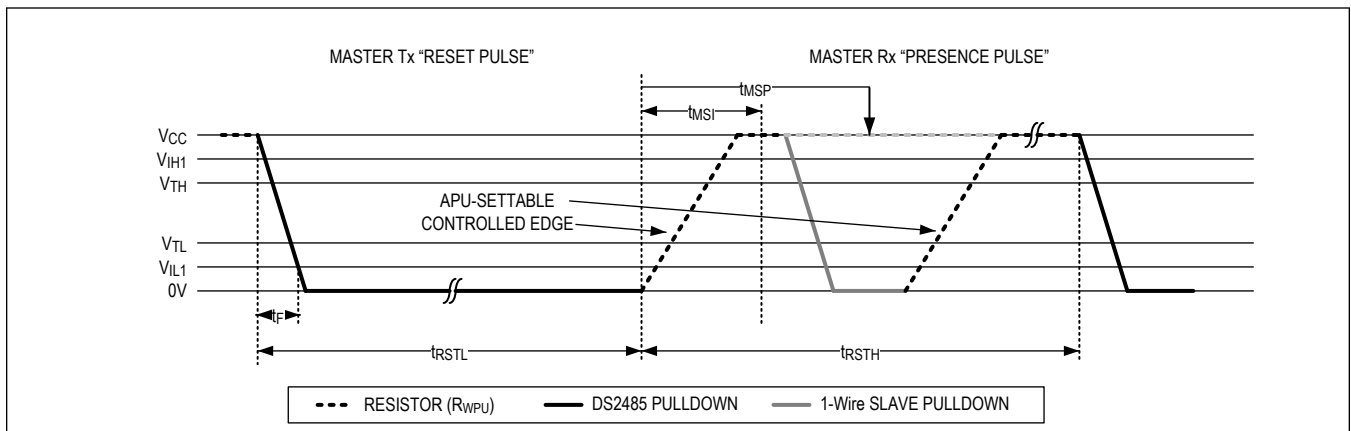 MASTER Tx “RESET PULSE”
MASTER Rx “PRESENCE PULSE”
tMSP
tMSI
VCC
VIH1
VTH
APU-SETTABLE
CONTROLLED EDGE
VTL
VIL1
0V
tF
tRSTL
tRSTH
RESISTOR (RWPU)
DS2485 PULLDOWN
1-Wire SLAVE PULLDOWN